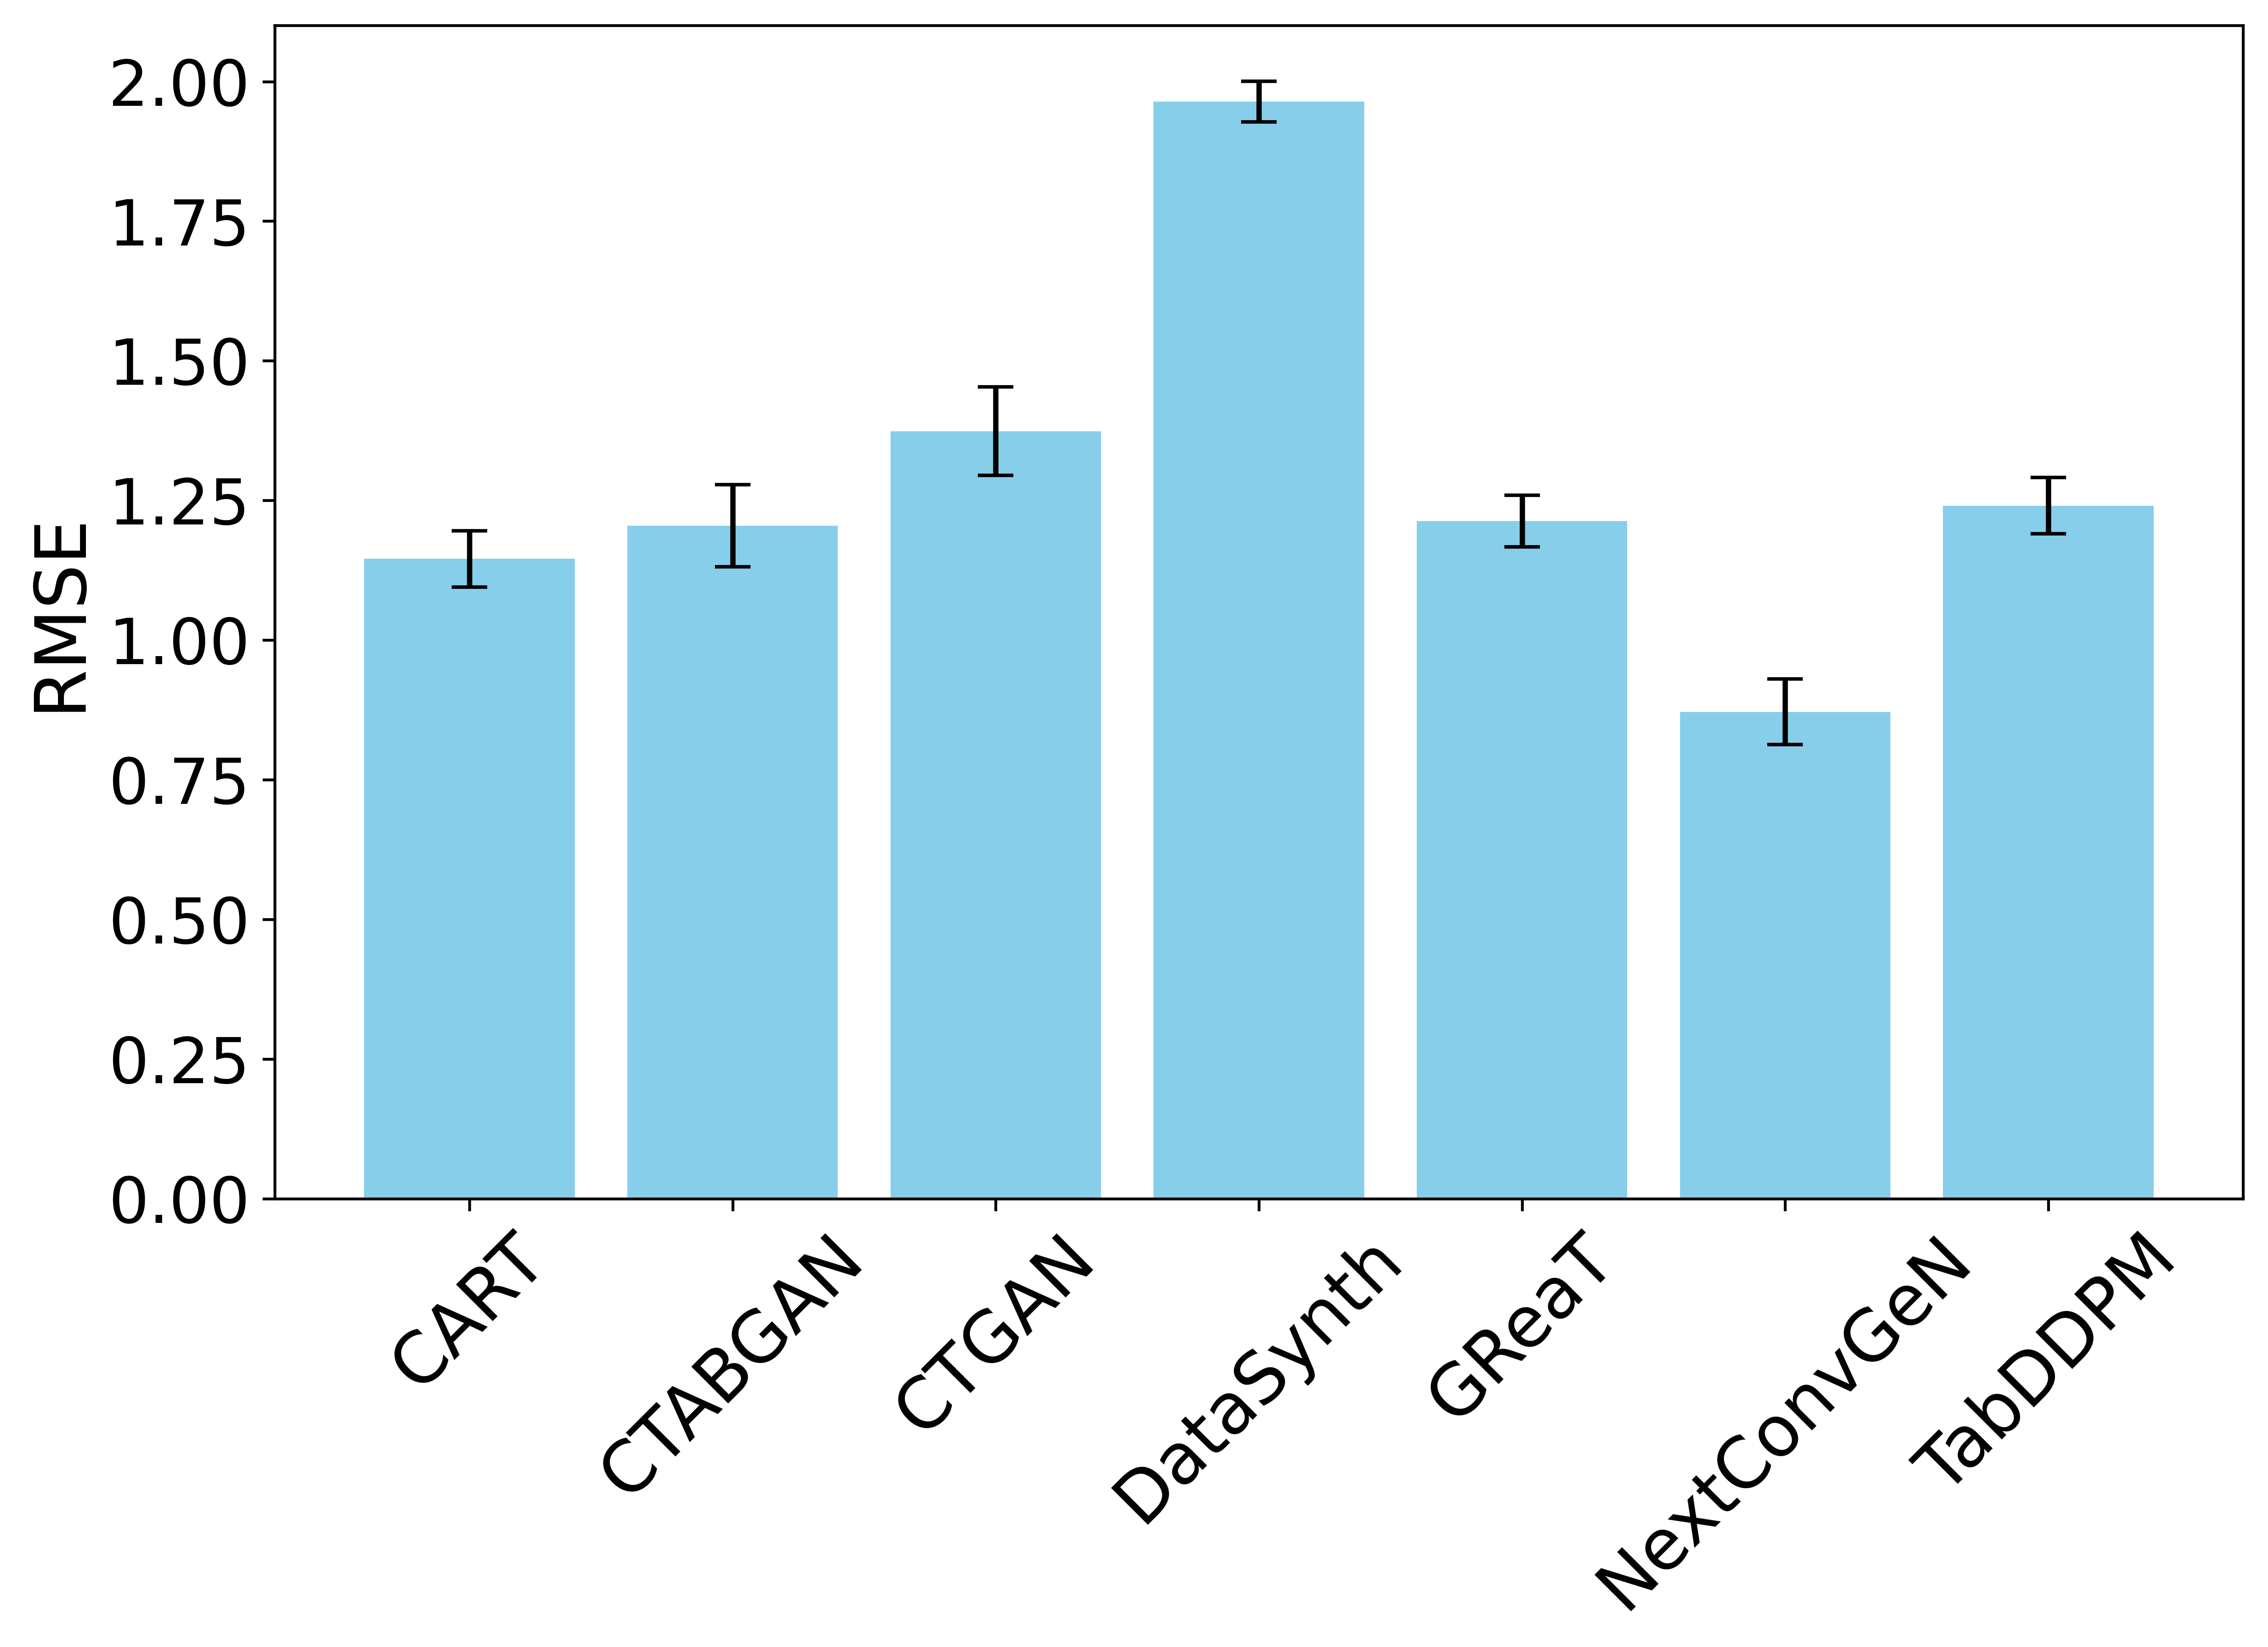 RMSE
2.00
1.75
1.50
1.25
1.00
0.75
0.50
0.25
0.00
CART
CTABGAN
CTGAN
DataSynth
GReaT
NextConvGeN
TabDDPM